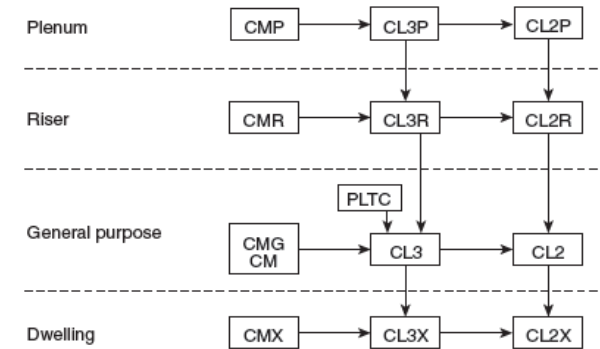 Plenum CMP CL3P CL2P
Riser CMR CL3R CL2R
PLTC
General purpose CMG CM CL3 CL2
Dwelling CMX CL3X CL2X